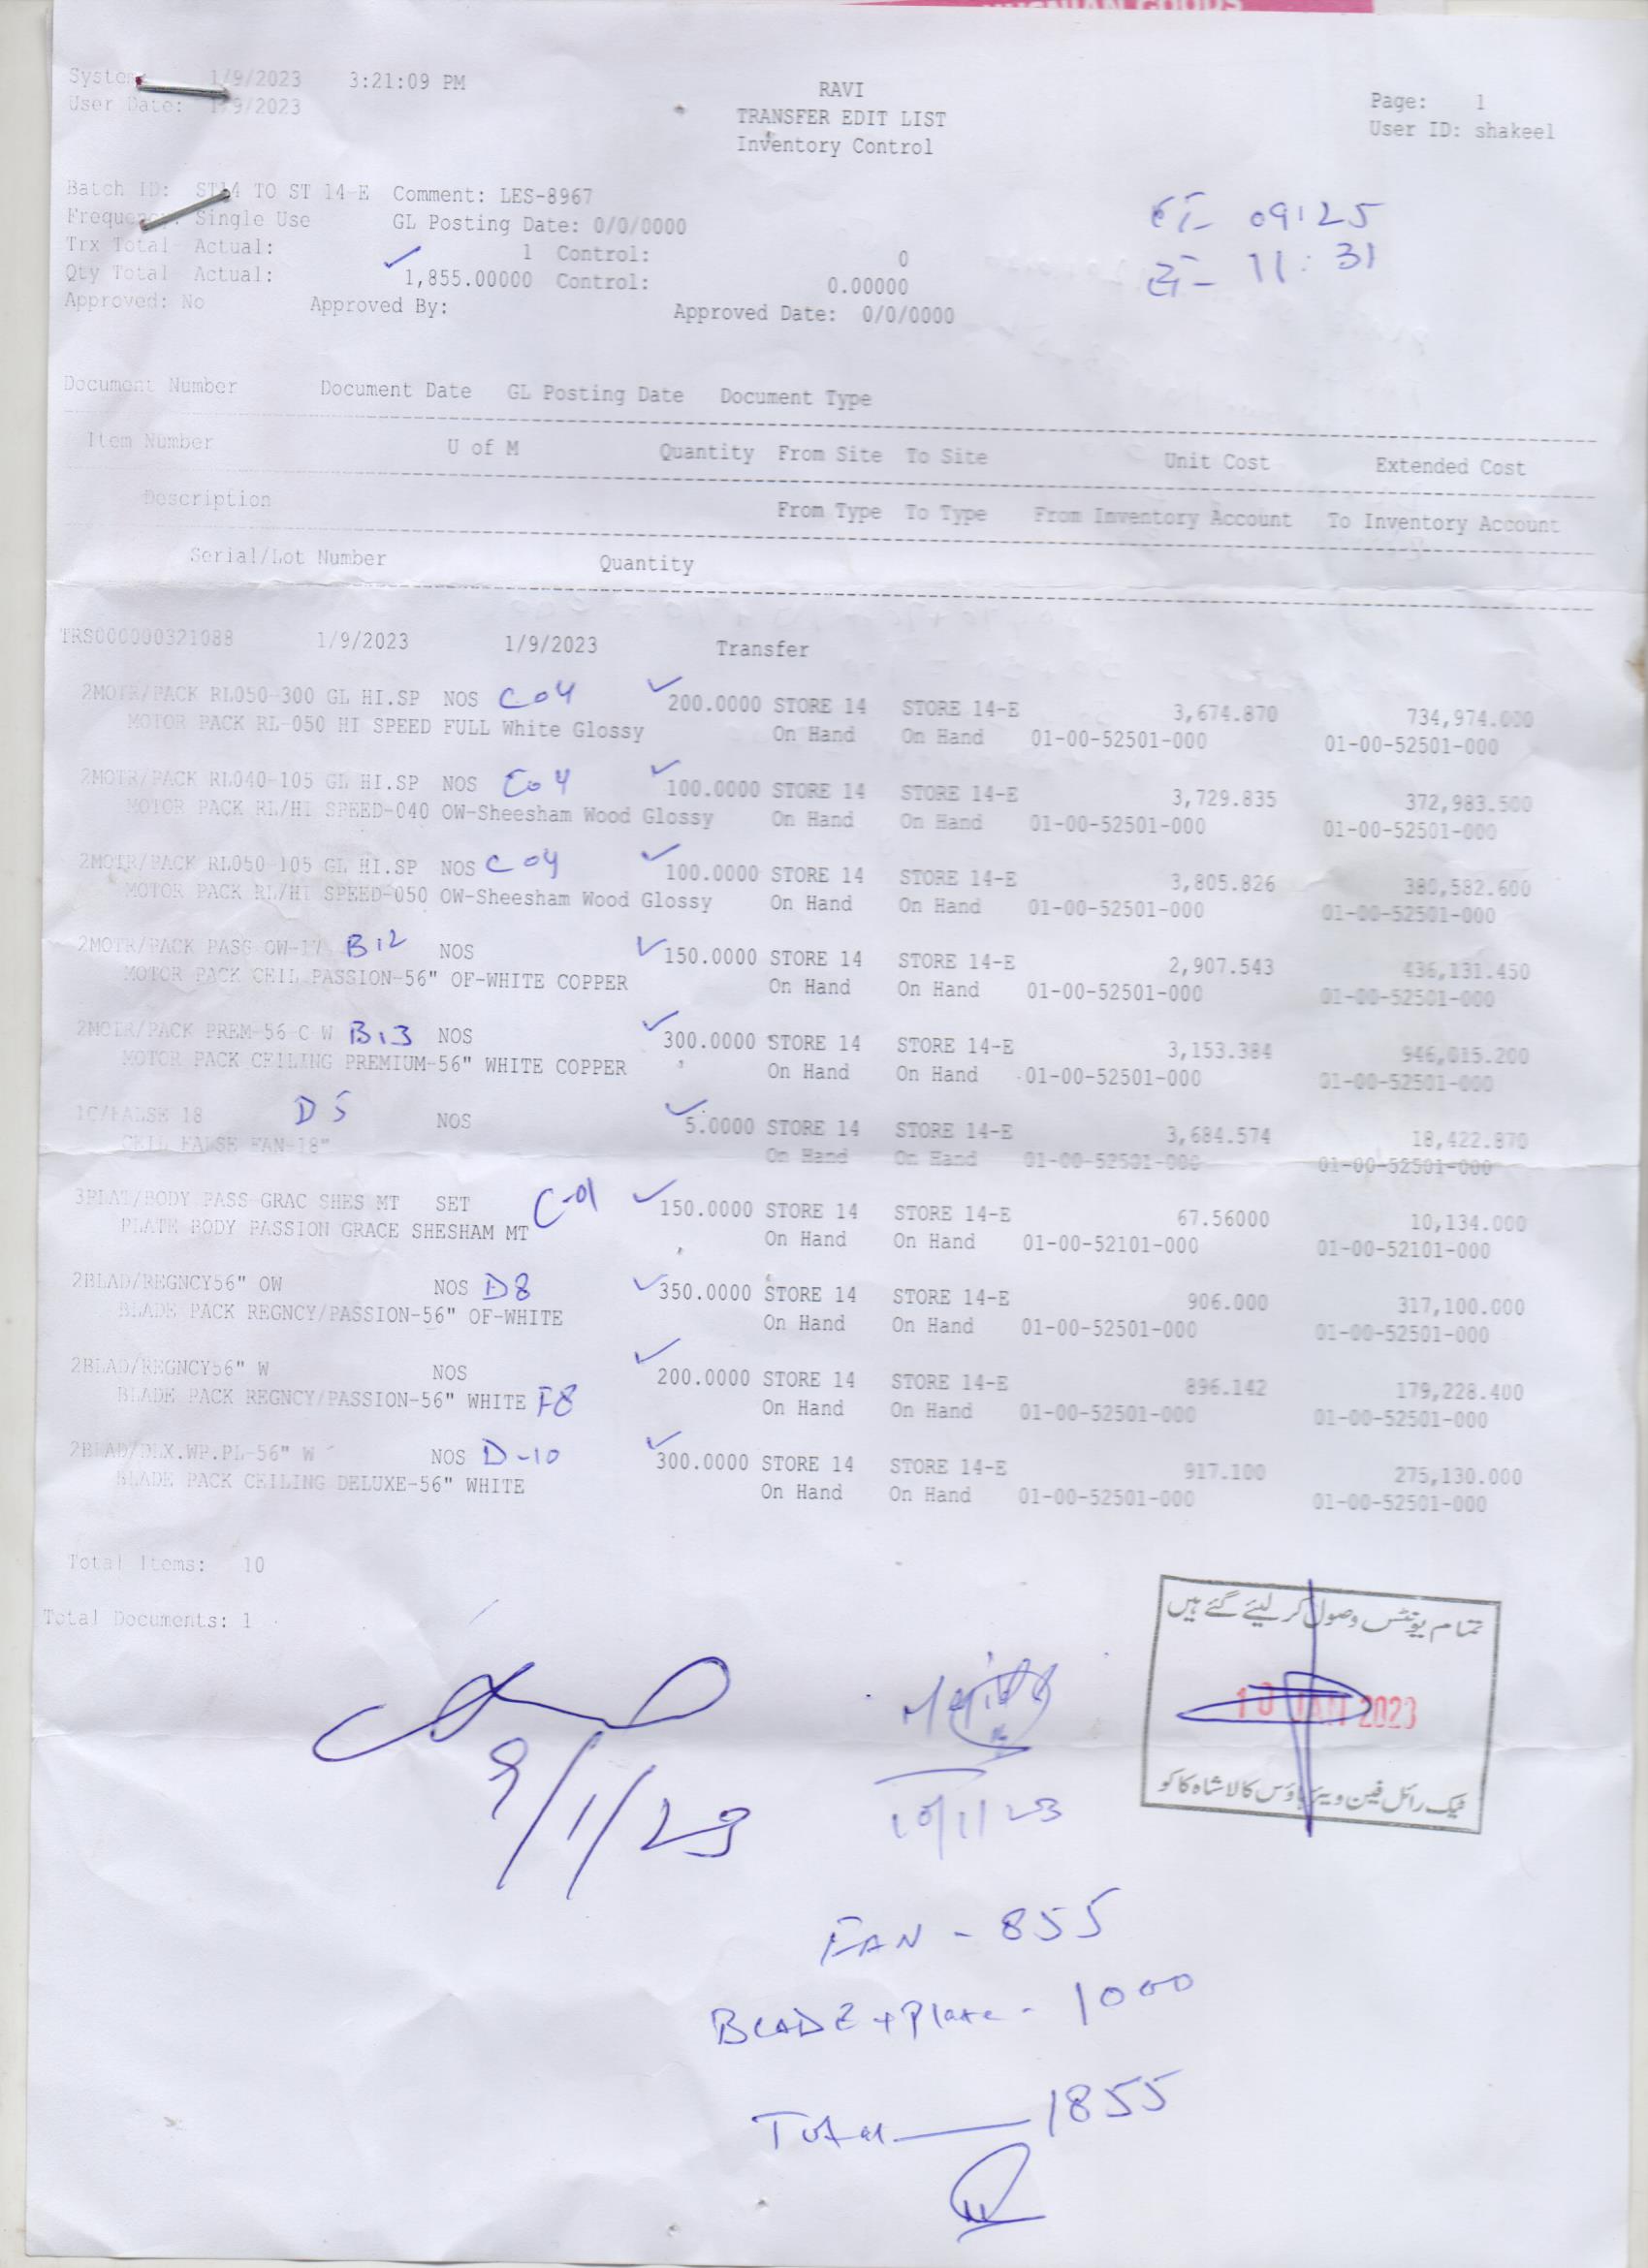 System: 1/9/2023 3:21:09 PM
User Date: 1/9/2023
RAVI
TRANSFER EDIT LIST
Inventory Control
Page: 1
User ID: shakeel
Batch ID: ST14 TO ST 14-E Comment: LES-8967
Frequency: Single Use GL Posting Date: 0/0/0000
Trx Total Actual: 1 Control: 0
Qty Total Actual: 1,855.00000 Control: 0.00000
Approved: No Approved By: Approved Date: 0/0/0000
09:25
11:31
Document Number Document Date GL Posting Date Document Type
Item Number U of M Quantity From Site To Site Unit Cost Extended Cost
Description From Type To Type From Inventory Account To Inventory Account
Serial/Lot Number Quantity
TRS000000321088 1/9/2023 1/9/2023 Transfer
2MOTR/PACK RL050-300 GL HI.SP NOS C04 200.0000 STORE 14 STORE 14-E 3,674.870 734,974.000
MOTOR PACK RL-050 HI SPEED FULL White Glossy On Hand On Hand 01-00-52501-000 01-00-52501-000
2MOTR/PACK RL040-105 GL HI.SP NOS C04 100.0000 STORE 14 STORE 14-E 3,729.835 372,983.500
MOTOR PACK RL/HI SPEED-040 OW-Sheesham Wood Glossy On Hand On Hand 01-00-52501-000 01-00-52501-000
2MOTR/PACK RL050-105 GL HI.SP NOS C04 100.0000 STORE 14 STORE 14-E 3,805.826 380,582.600
MOTOR PACK RL/HI SPEED-050 OW-Sheesham Wood Glossy On Hand On Hand 01-00-52501-000 01-00-52501-000
2MOTR/PACK PASG OW-17 B12 NOS 150.0000 STORE 14 STORE 14-E 2,907.543 436,131.450
MOTOR PACK CEIL PASSION-56" OF-WHITE COPPER On Hand On Hand 01-00-52501-000 01-00-52501-000
2MOTR/PACK PREM-56-C W B13 NOS 300.0000 STORE 14 STORE 14-E 3,153.384 946,015.200
MOTOR PACK CEILING PREMIUM-56" WHITE COPPER On Hand On Hand 01-00-52501-000 01-00-52501-000
1C/FALSE 18 D5 NOS 5.0000 STORE 14 STORE 14-E 3,684.574 18,422.870
CEIL FALSE FAN-18" On Hand On Hand 01-00-52501-000 01-00-52501-000
3PLAT/BODY PASS GRAC SHES MT SET C-01 150.0000 STORE 14 STORE 14-E 67.56000 10,134.000
PLATE BODY PASSION GRACE SHESHAM MT On Hand On Hand 01-00-52101-000 01-00-52101-000
2BLAD/REGNCY56" OW NOS D8 350.0000 STORE 14 STORE 14-E 906.000 317,100.000
BLADE PACK REGNCY/PASSION-56" OF-WHITE On Hand On Hand 01-00-52501-000 01-00-52501-000
2BLAD/REGNCY56" W NOS 200.0000 STORE 14 STORE 14-E 896.142 179,228.400
BLADE PACK REGNCY/PASSION-56" WHITE F8 On Hand On Hand 01-00-52501-000 01-00-52501-000
2BLAD/DLX.WP.PL-56" W NOS D-10 300.0000 STORE 14 STORE 14-E 917.100 275,130.000
BLADE PACK CEILING DELUXE-56" WHITE On Hand On Hand 01-00-52501-000 01-00-52501-000
Total Items: 10
Total Documents: 1
تمام یونٹس وصول کر لیئے گئے ہیں
10 JAN 2023
ٹیک رائل فین ویئر ہاؤس کالا شاہ کاکو
9/1/23
10/1/23
FAN - 855
BLADE + Plate - 1000
Total 1855